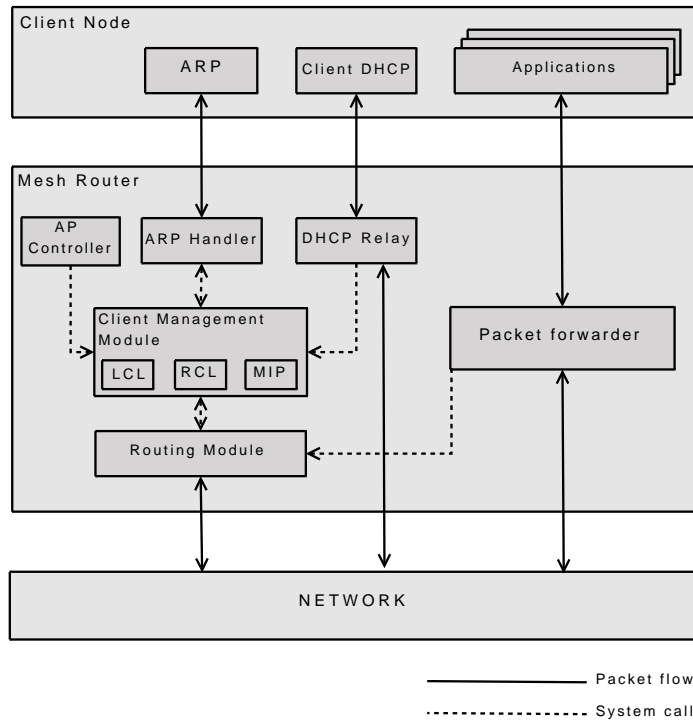 Client Node
ARP
Client DHCP
Applications
Mesh Router
AP
Controller
ARP Handler
DHCP Relay
Client Management
Module
LCL
RCL
MIP
Packet forwarder
Routing Module
NETWORK
Packet flow
System call